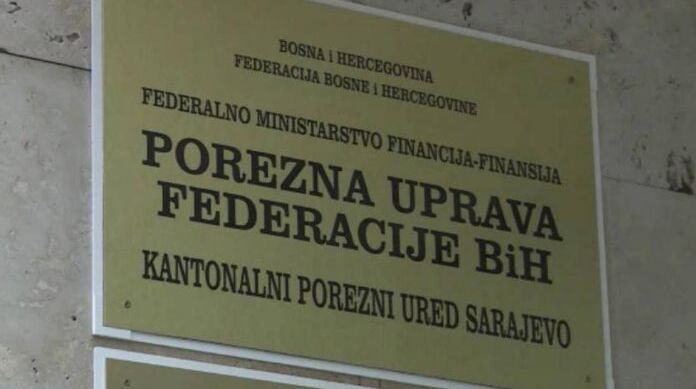 BOSNA i HERCEGOVINA
FEDERACIJA BOSNE i HERCEGOVINE
FEDERALNO MINISTARSTVO FINANCIJA-FINANSIJA
POREZNA UPRAVA
FEDERACIJE BiH
KANTONALNI POREZNI URED SARAJEVO